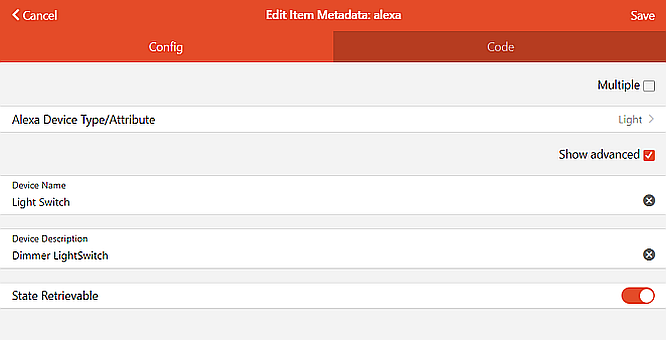 Cancel Edit Item Metadata: alexa Save
Config Code
Multiple
Alexa Device Type/Attribute Light
Show advanced
Device Name
Light Switch
Device Description
Dimmer LightSwitch
State Retrievable